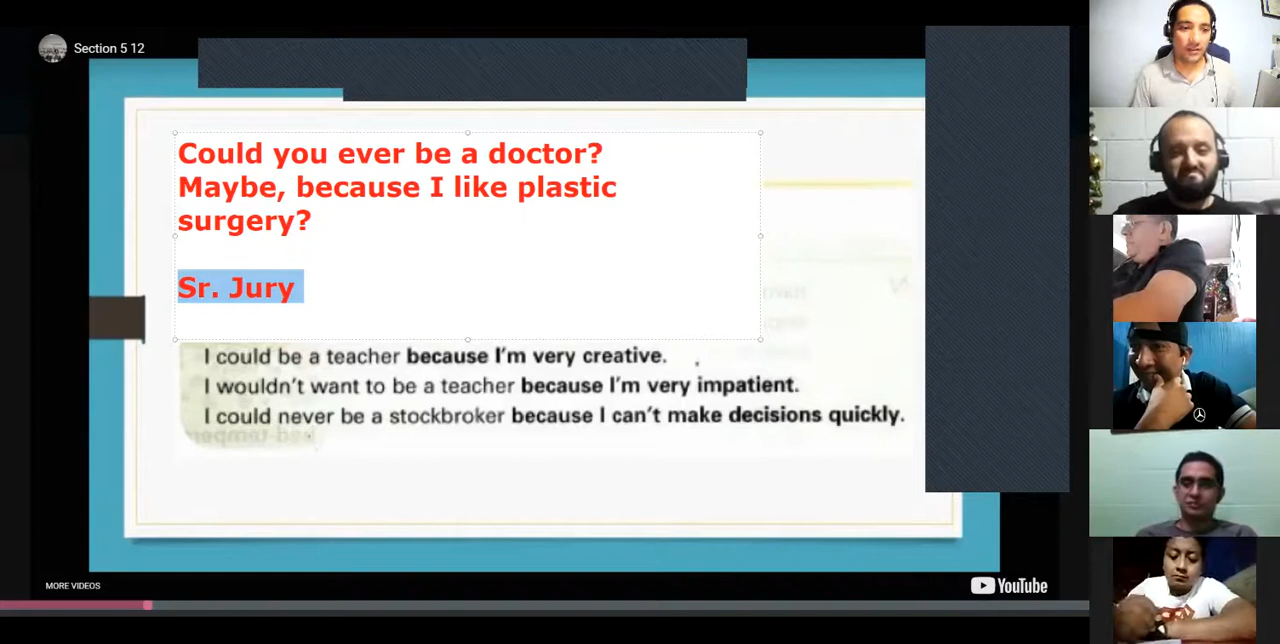 Section 5 12
Could you ever be a doctor?
Maybe, because I like plastic
surgery?
Sr. Jury
I could be a teacher because I'm very creative.
I wouldn't want to be a teacher because I'm very impatient.
I could never be a stockbroker because I can't make decisions quickly.
MORE VIDEOS
YouTube